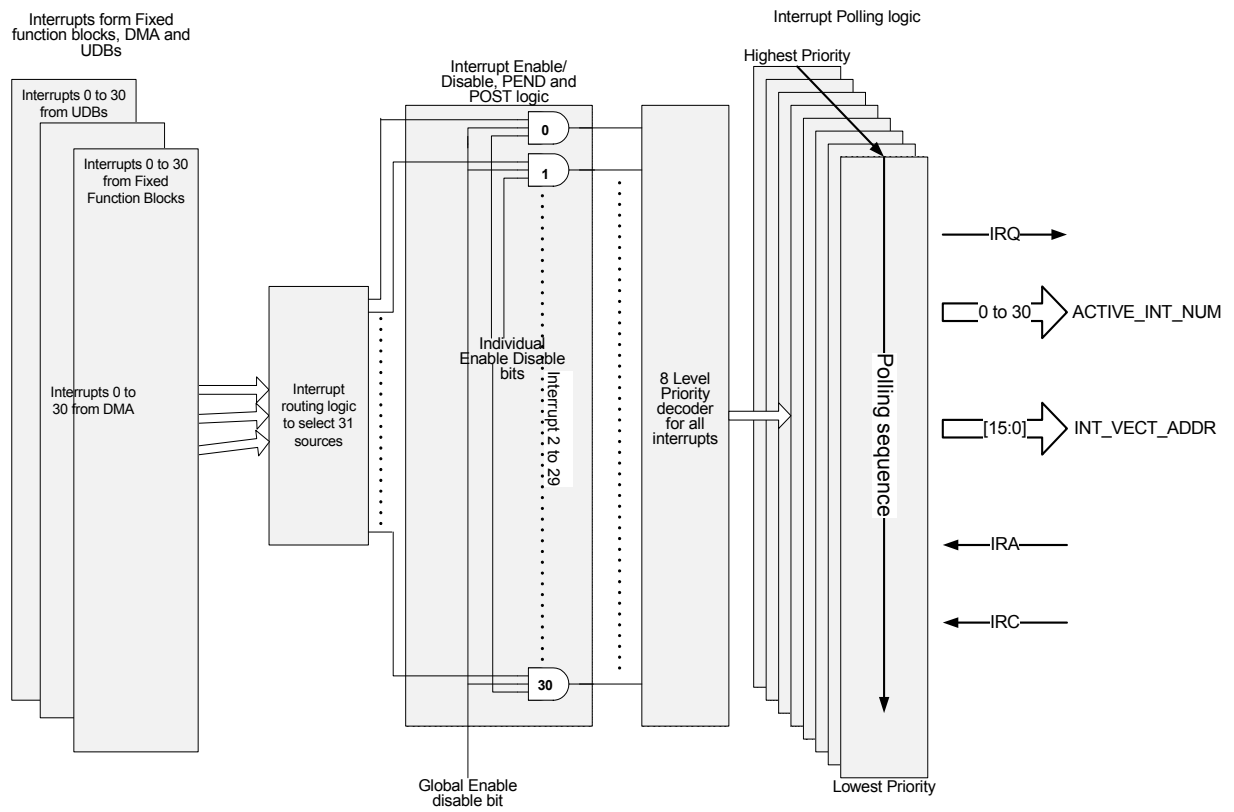 Interrupts form Fixed
function blocks, DMA and
UDBs
Interrupts 0 to 30
from UDBs
Interrupts 0 to 30
from Fixed
Function Blocks
Interrupts 0 to
30 from DMA
Interrupt
routing logic
to select 31
sources
Interrupt Enable/
Disable, PEND and
POST logic
0
1
Individual
Enable Disable
bits
Interrupt 2 to 29
30
Global Enable
disable bit
8 Level
Priority
decoder
for all
interrupts
Interrupt Polling logic
Highest Priority
Polling sequence
Lowest Priority
IRQ
0 to 30
ACTIVE_INT_NUM
[15:0]
INT_VECT_ADDR
IRA
IRC